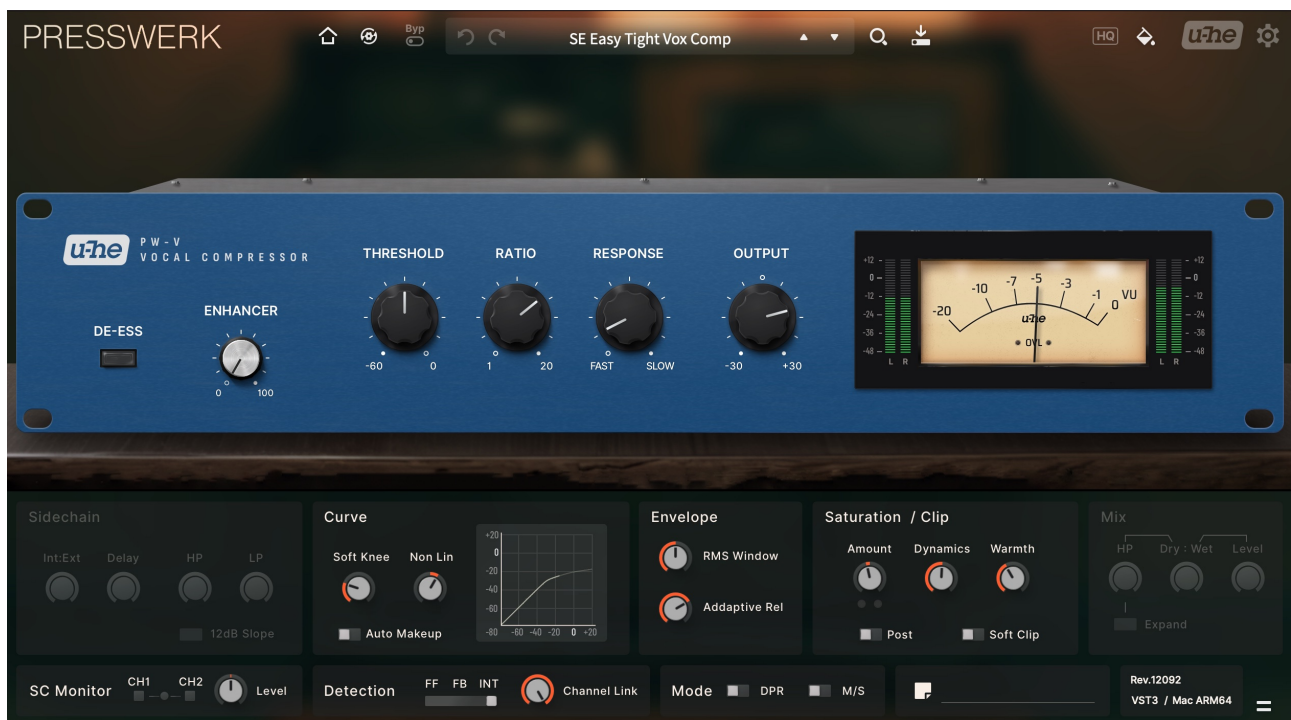 PRESSWERK
Byp
SE Easy Tight Vox Comp
HQ
u-he
u-he PW-V
VOCAL COMPRESSOR
THRESHOLD RATIO RESPONSE OUTPUT
-60 0 1 20 FAST SLOW -30 +30
DE-ESS
ENHANCER
0 100
+12 0 -12 -24 -36 -48
L R
-20 -10 -7 -5 -3 -1 0 VU
u-he
OVL
+12 0 -12 -24 -36 -48
L R
Sidechain
Int:Ext Delay HP LP
12dB Slope
Curve
Soft Knee Non Lin
Auto Makeup
+20
0
-20
-40
-60
-80 -60 -40 -20 0 +20
Envelope
RMS Window
Addaptive Rel
Saturation / Clip
Amount Dynamics Warmth
Post Soft Clip
Mix
HP Dry : Wet Level
Expand
SC Monitor CH1 CH2 Level
Detection FF FB INT Channel Link
Mode DPR M/S
Rev.12092
VST3 / Mac ARM64